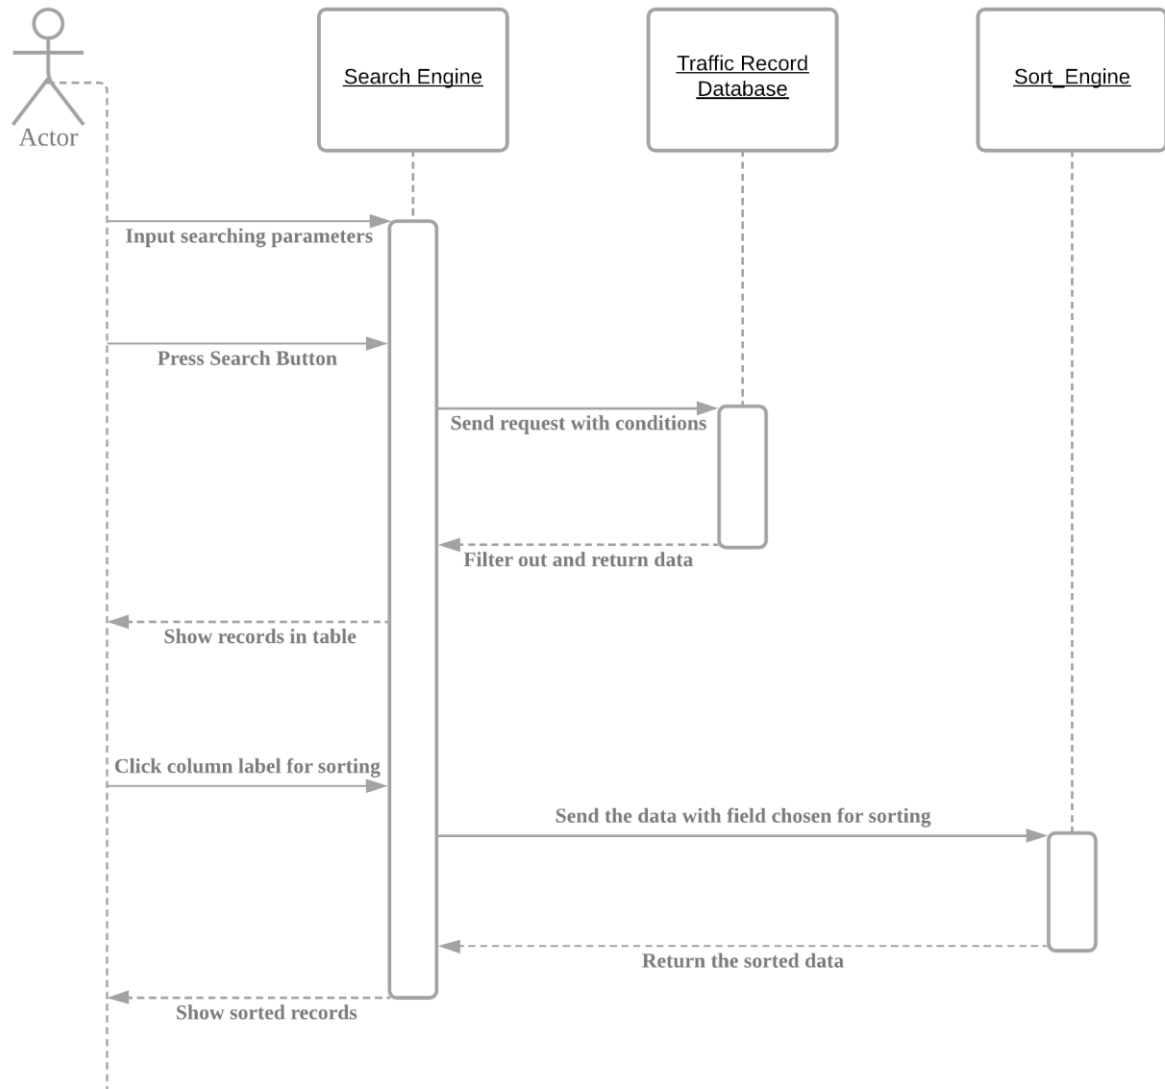 Search Engine
Traffic Record
Database
Sort_Engine
Actor
Input searching parameters
Press Search Button
Send request with conditions
Filter out and return data
Show records in table
Click column label for sorting
Send the data with field chosen for sorting
Return the sorted data
Show sorted records